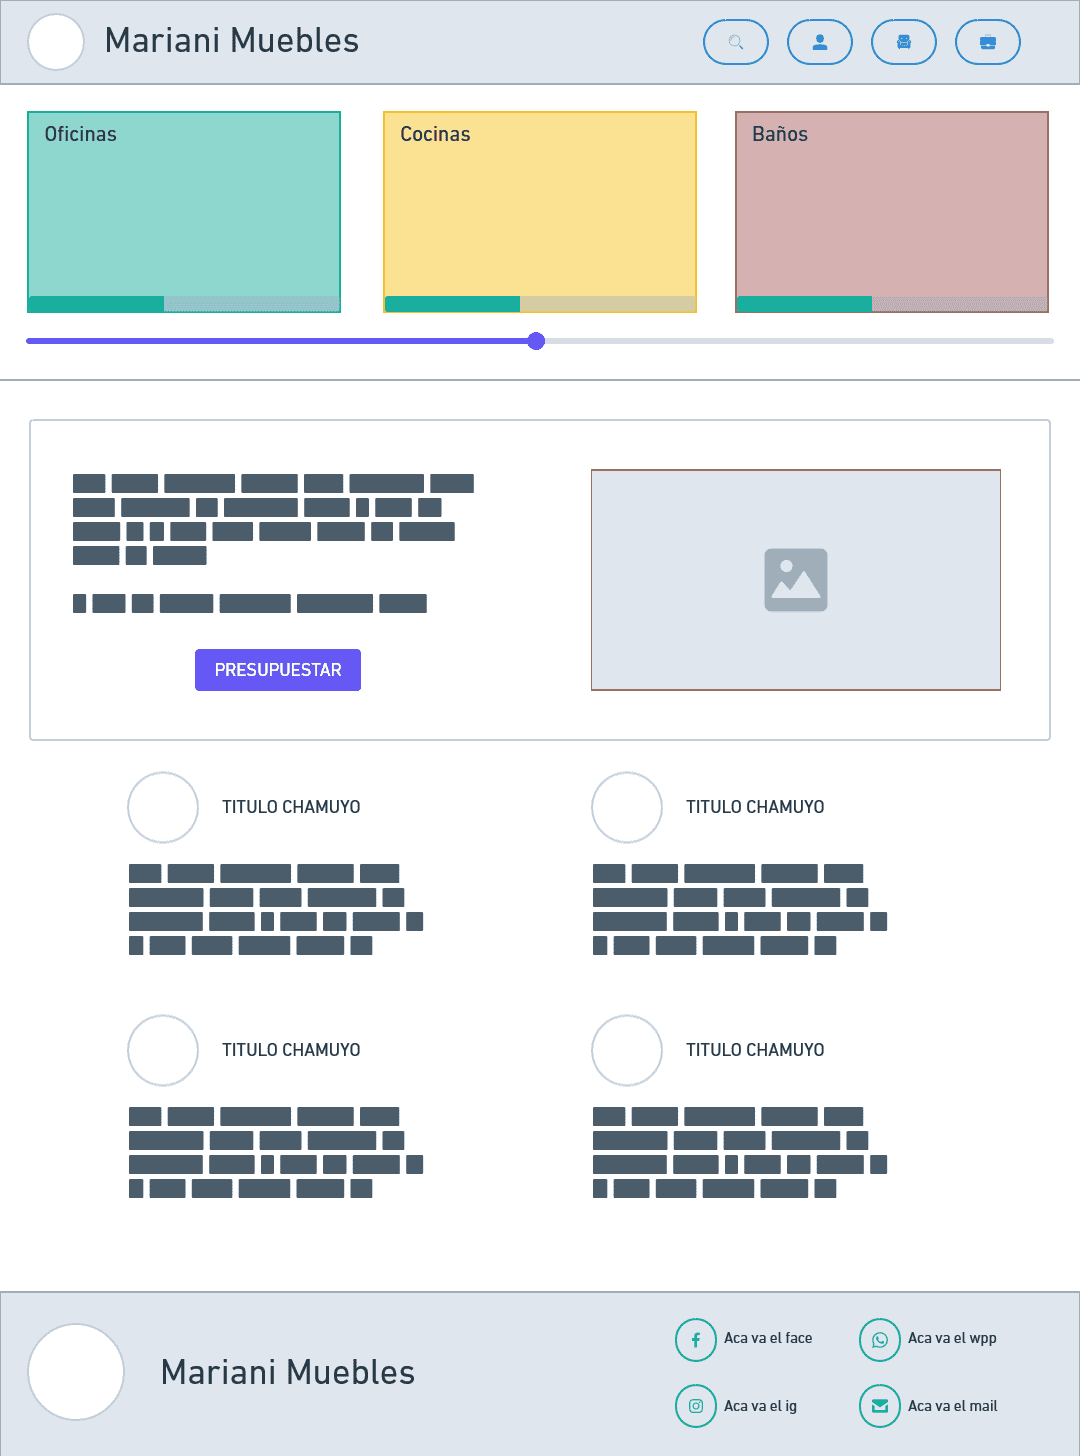 Mariani Muebles
Oficinas
Cocinas
Baños
PRESUPUESTAR
TITULO CHAMUYO
TITULO CHAMUYO
TITULO CHAMUYO
TITULO CHAMUYO
Mariani Muebles
Aca va el face
Aca va el wpp
Aca va el ig
Aca va el mail